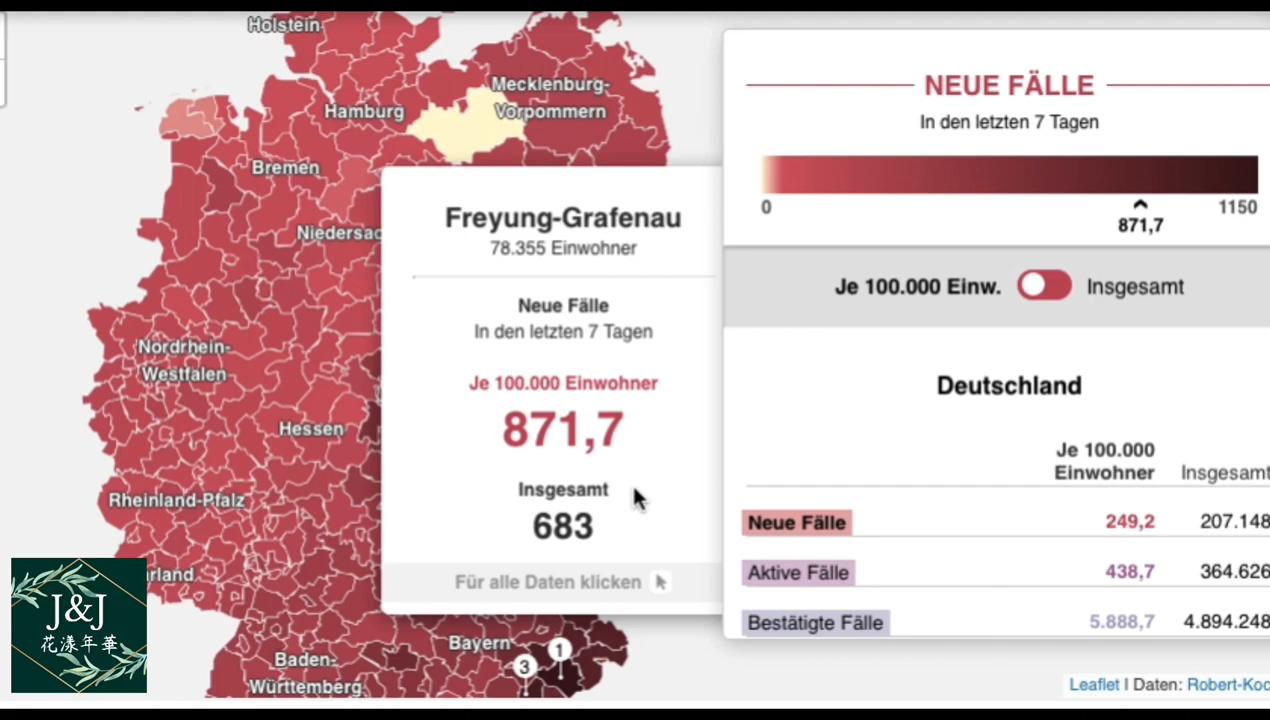 Holstein
Mecklenburg-
Vorpommern
Hamburg
Bremen
Nordrhein-
Westfalen
Hessen
Rheinland-Pfalz
Bayern
1
3
Baden-
Württemberg
Freyung-Grafenau
78.355 Einwohner
Neue Fälle
In den letzten 7 Tagen
Je 100.000 Einwohner
871,7
Insgesamt
683
Für alle Daten klicken
NEUE FÄLLE
In den letzten 7 Tagen
0
1150
871,7
Je 100.000 Einw. Insgesamt
Deutschland
Je 100.000
Einwohner Insgesamt
Neue Fälle 249,2 207.148
Aktive Fälle 438,7 364.626
Bestätigte Fälle 5.888,7 4.894.248
Leaflet | Daten:
J&J
花漾年華